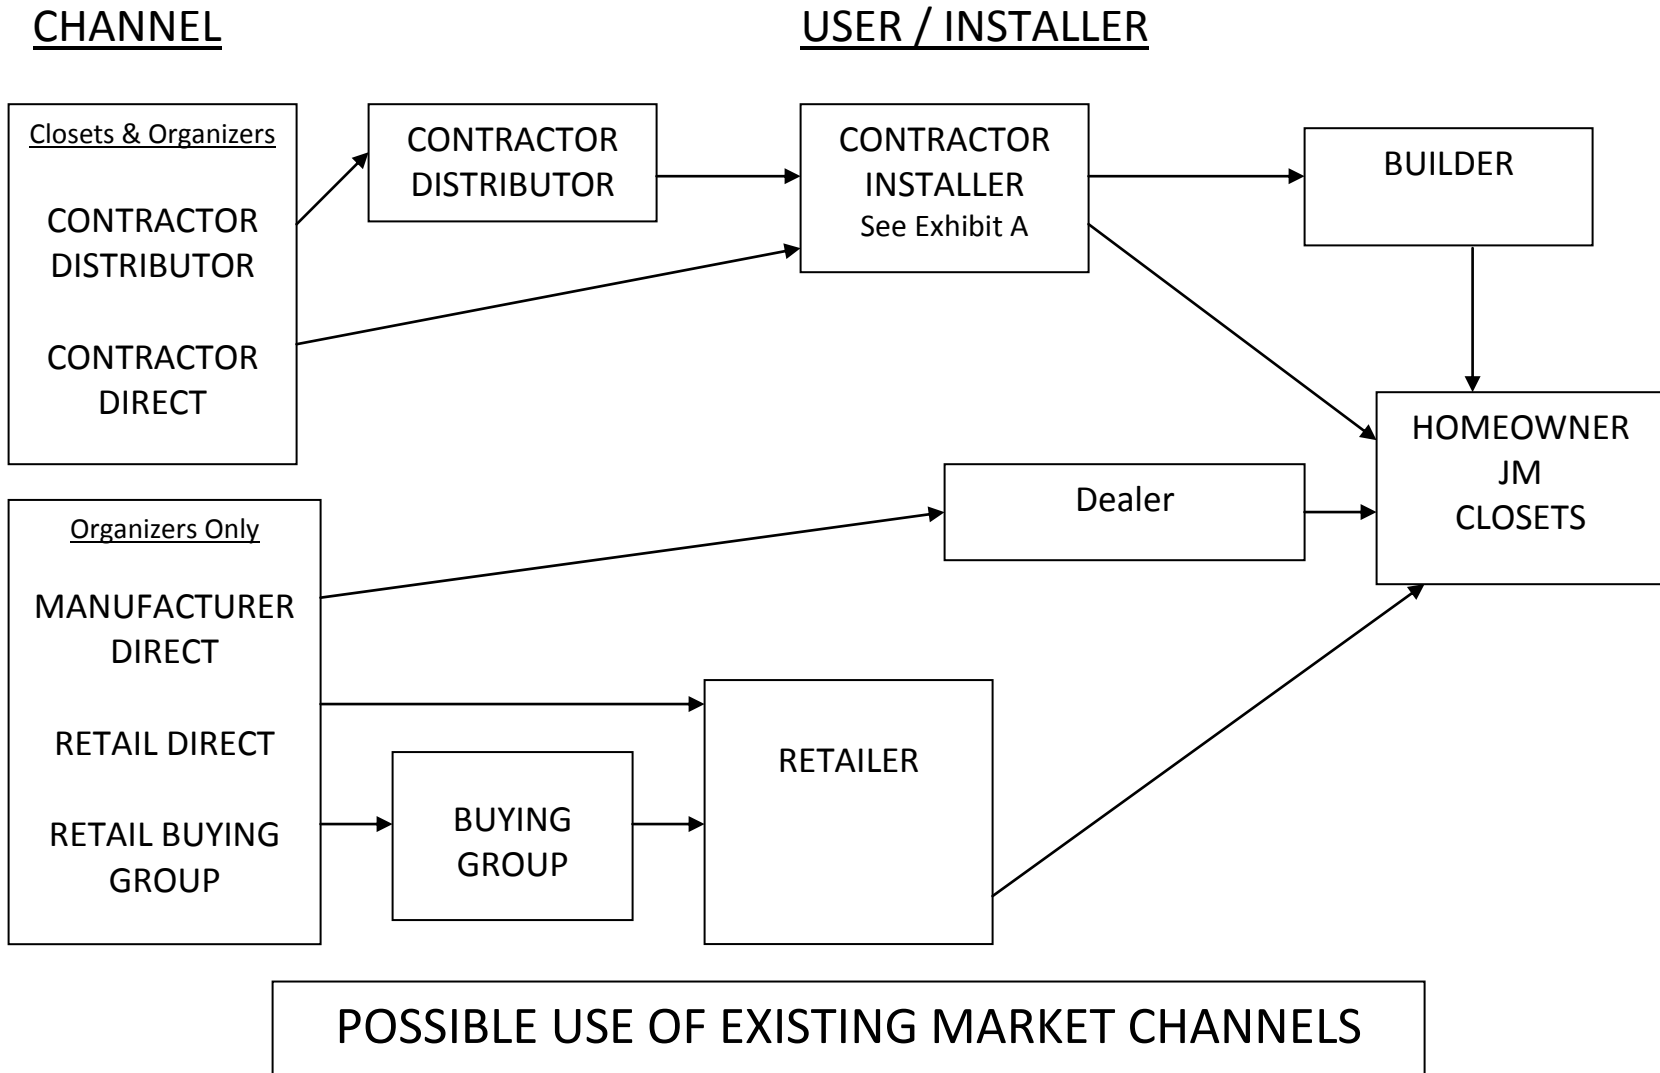 CHANNEL
USER / INSTALLER
Closets & Organizers
CONTRACTOR
DISTRIBUTOR
CONTRACTOR
DIRECT
CONTRACTOR
DISTRIBUTOR
CONTRACTOR
INSTALLER
See Exhibit A
BUILDER
HOMEOWNER
JM
CLOSETS
Organizers Only
MANUFACTURER
DIRECT
RETAIL DIRECT
RETAIL BUYING
GROUP
Dealer
BUYING
GROUP
RETAILER
POSSIBLE USE OF EXISTING MARKET CHANNELS